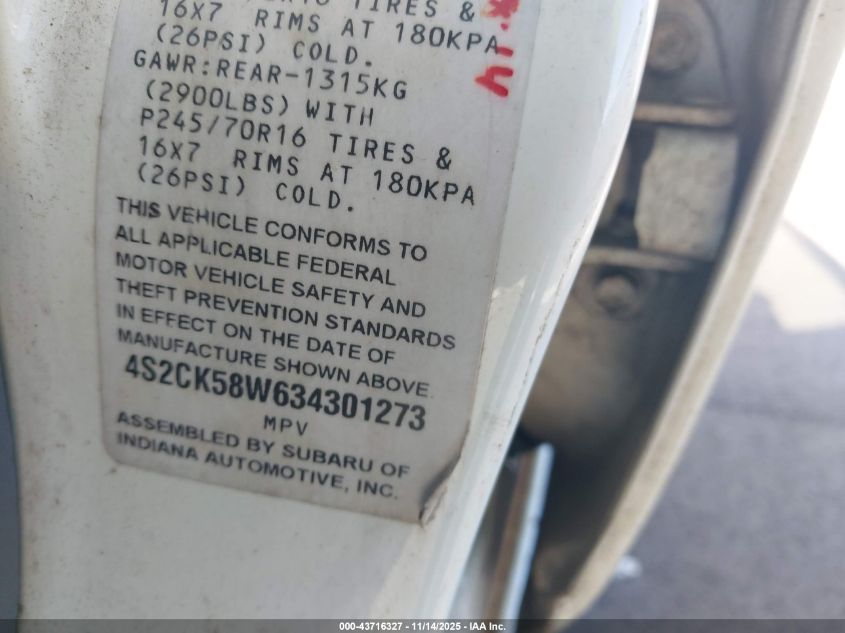 TIRES &
16X7 RIMS AT 180KPA
(26PSI) COLD.
GAWR:REAR-1315KG
(2900LBS) WITH
P245/70R16 TIRES &
16X7 RIMS AT 180KPA
(26PSI) COLD.
THIS VEHICLE CONFORMS TO
ALL APPLICABLE FEDERAL
MOTOR VEHICLE SAFETY AND
THEFT PREVENTION STANDARDS
IN EFFECT ON THE DATE OF
MANUFACTURE SHOWN ABOVE.
4S2CK58W634301273
MPV
ASSEMBLED BY SUBARU OF
INDIANA AUTOMOTIVE, INC.
000-43716327 - 11/14/2025 - IAA Inc.